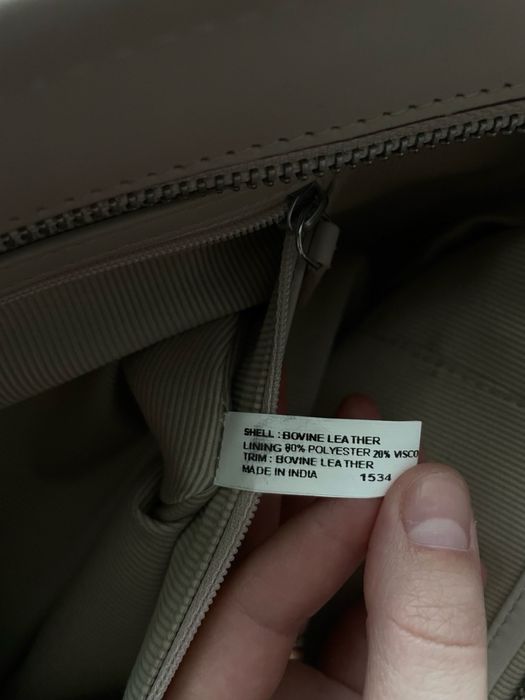 SHELL : BOVINE LEATHER
LINING 80% POLYESTER 20% VISCO
TRIM : BOVINE LEATHER
MADE IN INDIA 1534